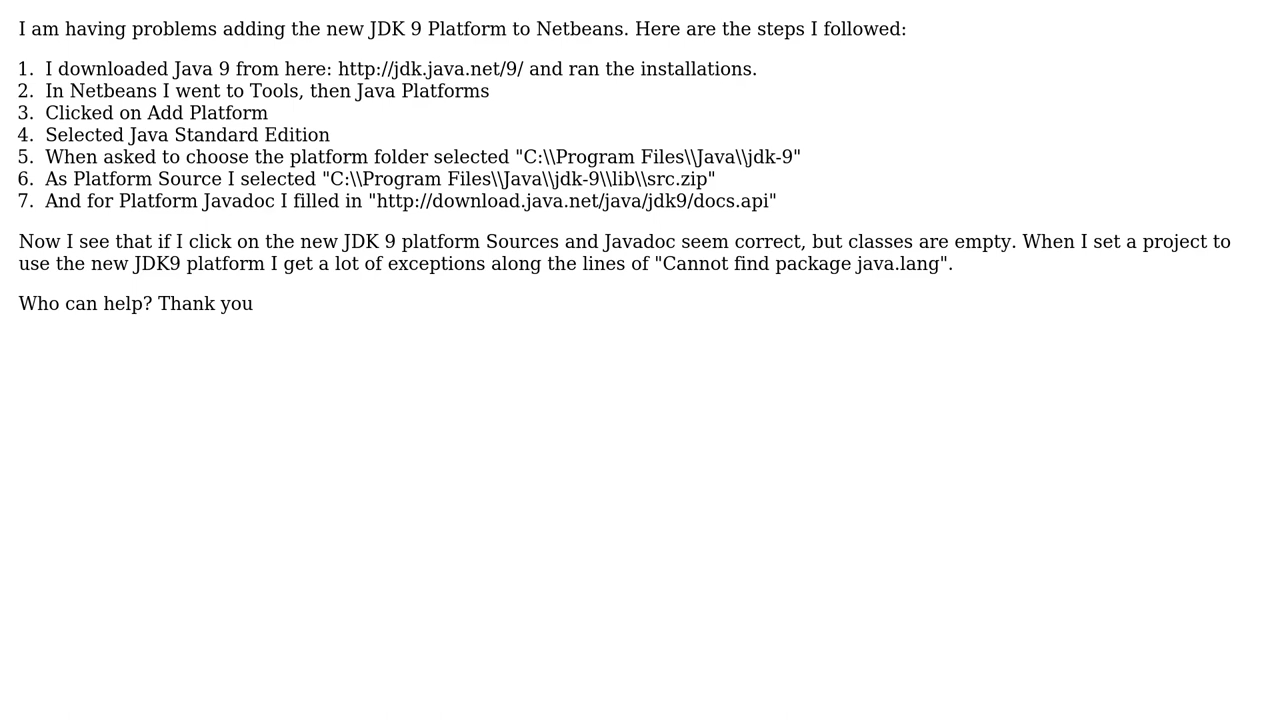 I am having problems adding the new JDK 9 Platform to Netbeans. Here are the steps I followed:
1. I downloaded Java 9 from here: http://jdk.java.net/9/ and ran the installations.
2. In Netbeans I went to Tools, then Java Platforms
3. Clicked on Add Platform
4. Selected Java Standard Edition
5. When asked to choose the platform folder selected "C:\\Program Files\\Java\\jdk-9"
6. As Platform Source I selected "C:\\Program Files\\Java\\jdk-9\\lib\\src.zip"
7. And for Platform Javadoc I filled in "http://download.java.net/java/jdk9/docs.api"
Now I see that if I click on the new JDK 9 platform Sources and Javadoc seem correct, but classes are empty. When I set a project to
use the new JDK9 platform I get a lot of exceptions along the lines of "Cannot find package java.lang".
Who can help? Thank you